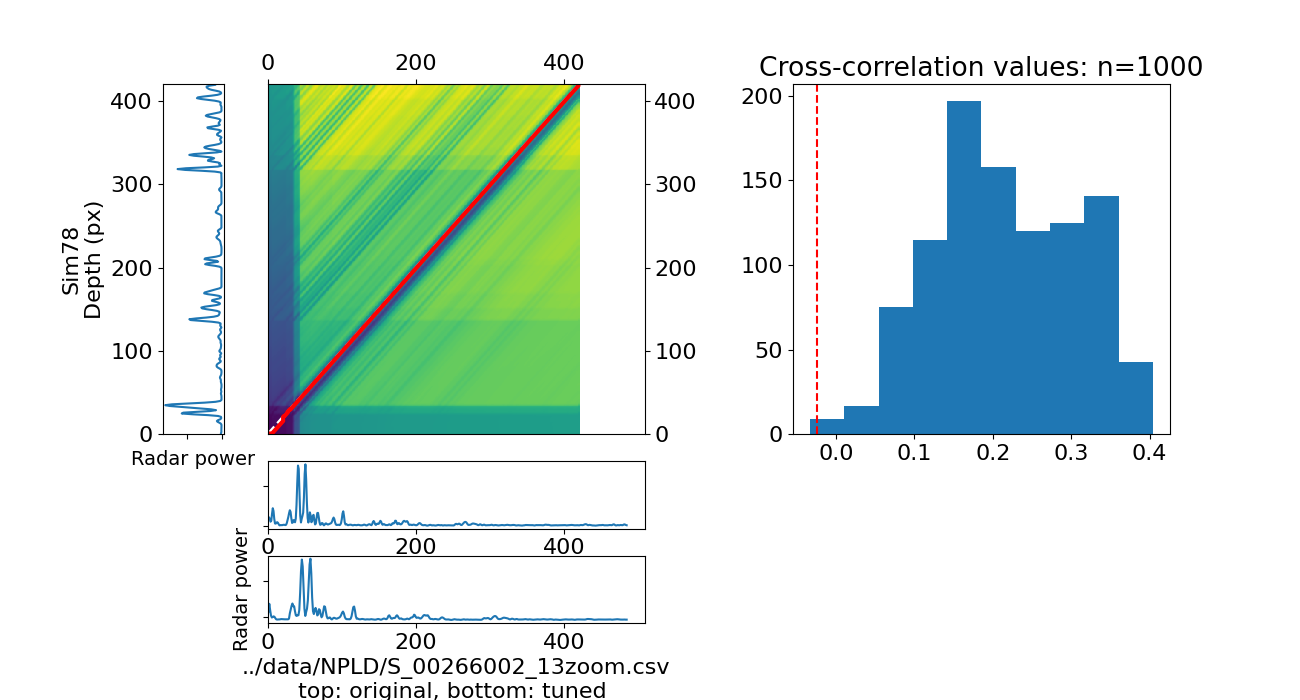 Cross-correlation values: n=1000
0 200 400
400 400 200
300 300 150
Sim78
Depth (px)
200 200 100
100 100 50
0 0 0
0.0 0.1 0.2 0.3 0.4
Radar power
0 200 400
Radar power
0 200 400
../data/NPLD/S_00266002_13zoom.csv
top: original, bottom: tuned